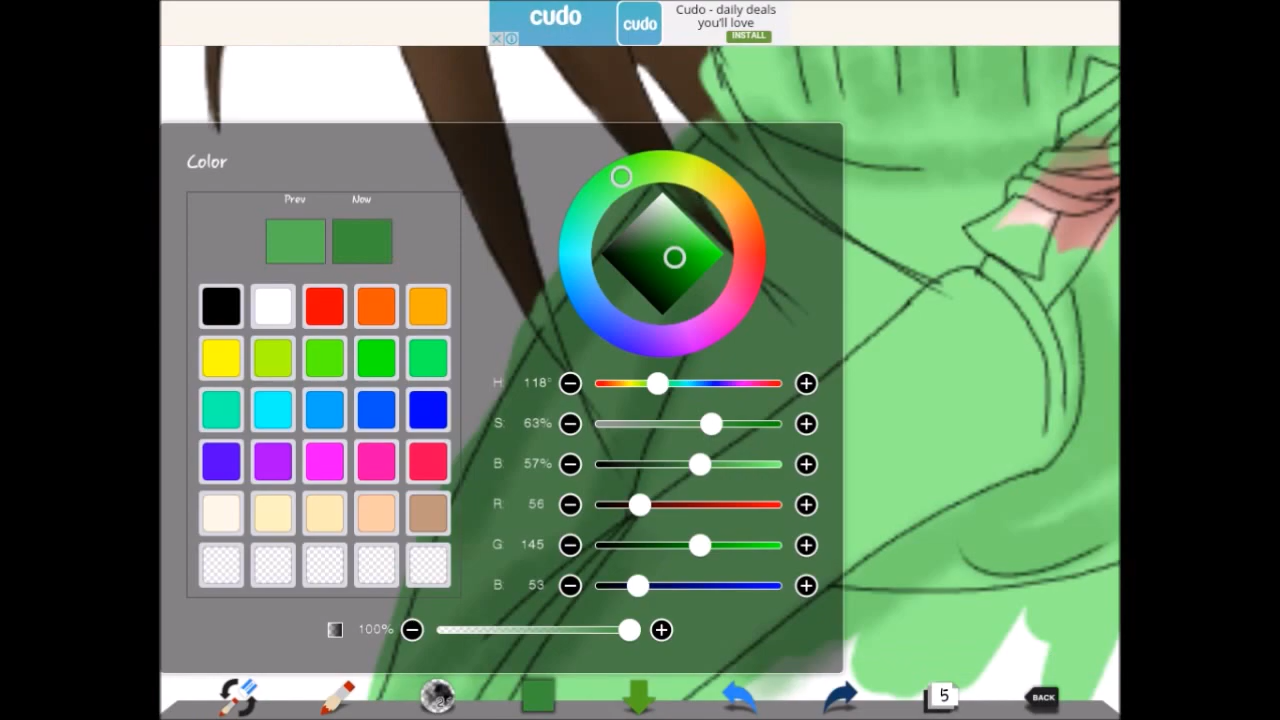 cudo
cudo
Cudo - daily deals
you'll love
INSTALL
Color
Prev Now
H: 118°
S: 63%
B: 57%
R: 56
G: 145
B: 53
100%
5
BACK